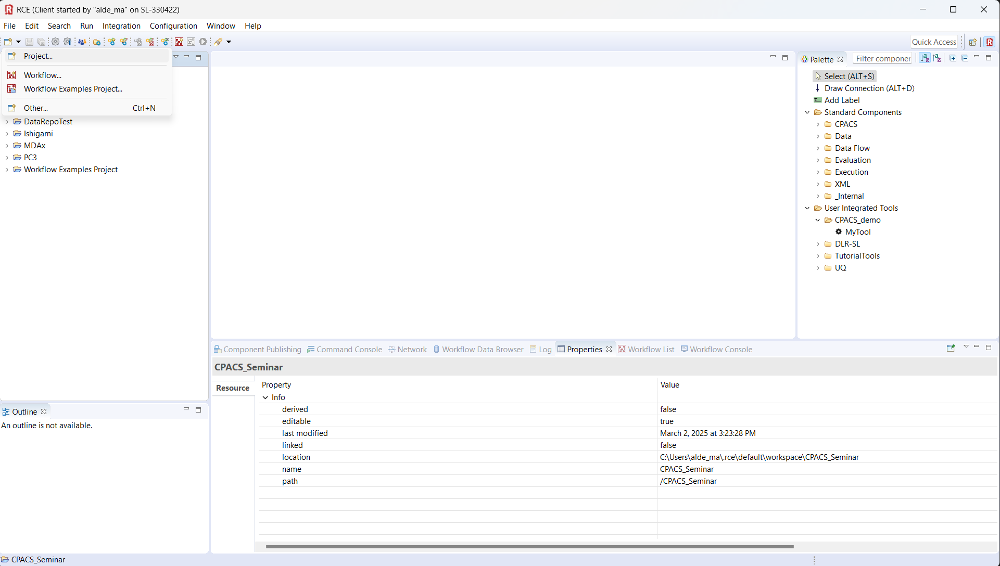 RCE (Client started by "alde_ma" on SL-330422)
File Edit Search Run Integration Configuration Window Help
Quick Access
Project...
Workflow...
Workflow Examples Project...
Other... Ctrl+N
DataRepoTest
Ishigami
MDAx
PC3
Workflow Examples Project
Palette Filter componer
Select (ALT+S)
Draw Connection (ALT+D)
Add Label
Standard Components
CPACS
Data
Data Flow
Evaluation
Execution
XML
_Internal
User Integrated Tools
CPACS_demo
MyTool
DLR-SL
TutorialTools
UQ
Component Publishing Command Console Network Workflow Data Browser Log Properties Workflow List Workflow Console
CPACS_Seminar
Resource
Property Value
Info
derived false
editable true
last modified March 2, 2025 at 3:23:28 PM
linked false
location C:\Users\alde_ma\.rce\default\workspace\CPACS_Seminar
name CPACS_Seminar
path /CPACS_Seminar
Outline
An outline is not available.
CPACS_Seminar